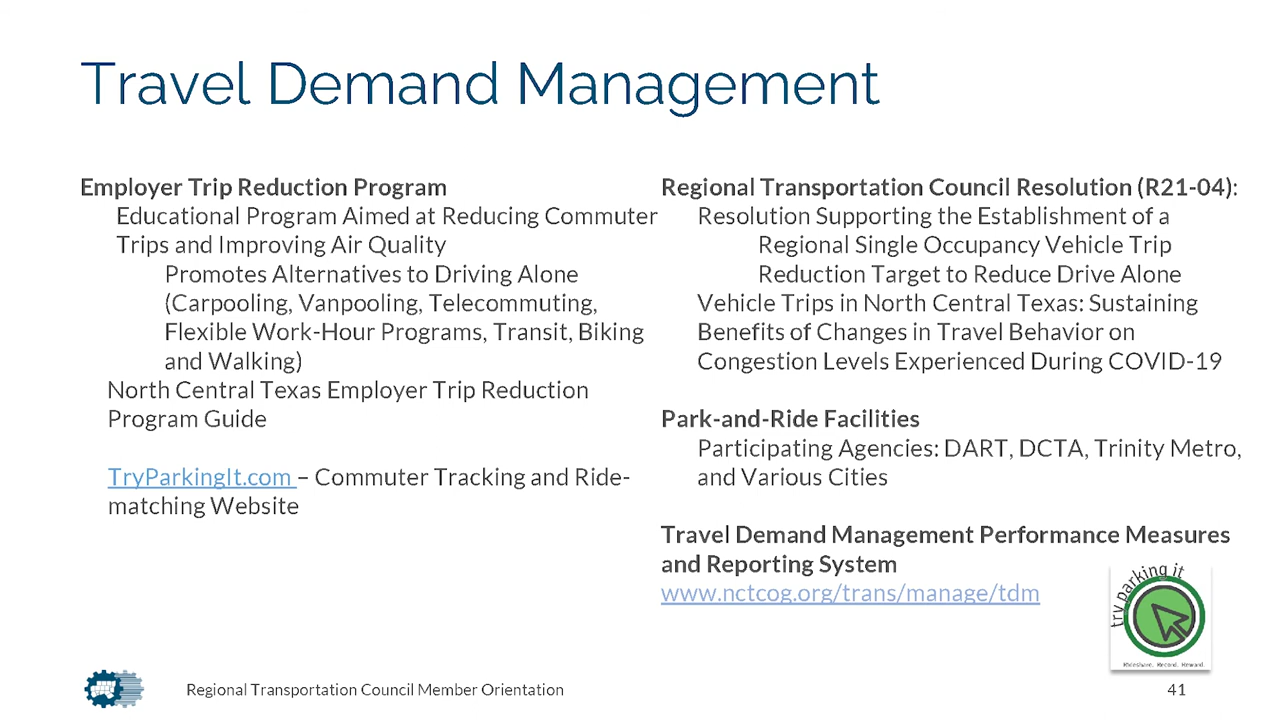 Travel Demand Management
Employer Trip Reduction Program
Educational Program Aimed at Reducing Commuter
Trips and Improving Air Quality
Promotes Alternatives to Driving Alone
(Carpooling, Vanpooling, Telecommuting,
Flexible Work-Hour Programs, Transit, Biking
and Walking)
North Central Texas Employer Trip Reduction
Program Guide
TryParkingIt.com – Commuter Tracking and Ride-
matching Website
Regional Transportation Council Resolution (R21-04):
Resolution Supporting the Establishment of a
Regional Single Occupancy Vehicle Trip
Reduction Target to Reduce Drive Alone
Vehicle Trips in North Central Texas: Sustaining
Benefits of Changes in Travel Behavior on
Congestion Levels Experienced During COVID-19
Park-and-Ride Facilities
Participating Agencies: DART, DCTA, Trinity Metro,
and Various Cities
Travel Demand Management Performance Measures
and Reporting System
www.nctcog.org/trans/manage/tdm
try parking it
Rideshare. Record. Reward.
Regional Transportation Council Member Orientation
41